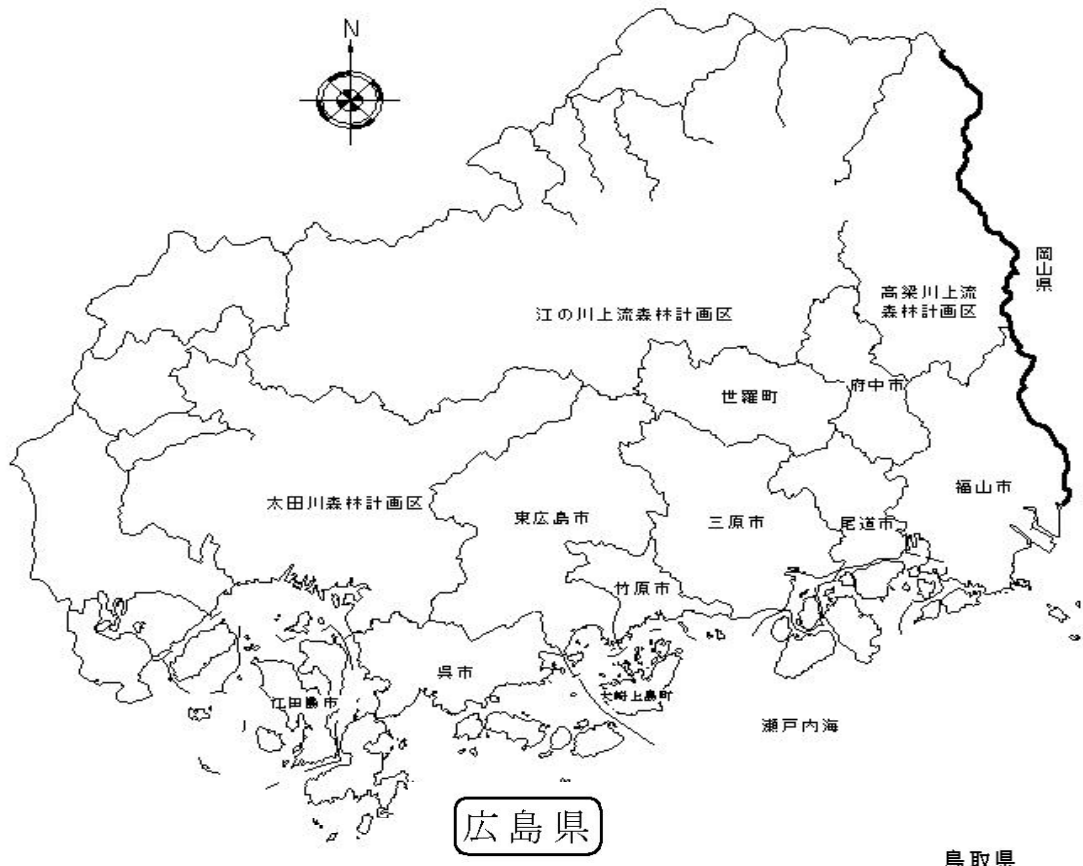 N
岡山県
高梁川上流
森林計画区
江の川上流森林計画区
世羅町
府中市
福山市
太田川森林計画区
東広島市
三原市
尾道市
竹原市
呉市
江田島市
大崎上島町
瀬戸内海
広島県
鳥取県